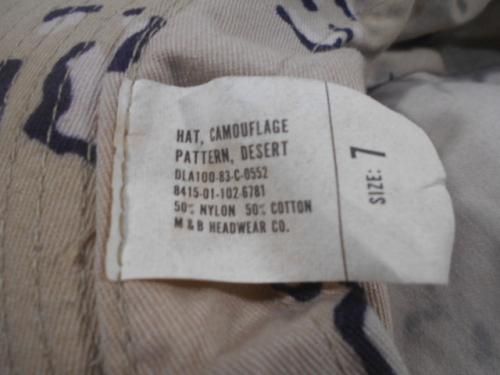 HAT, CAMOUFLAGE
PATTERN, DESERT
DLA100-83-C-0552
8415-01-102-6781
50% NYLON 50% COTTON
M & B HEADWEAR CO.
SIZE: 7